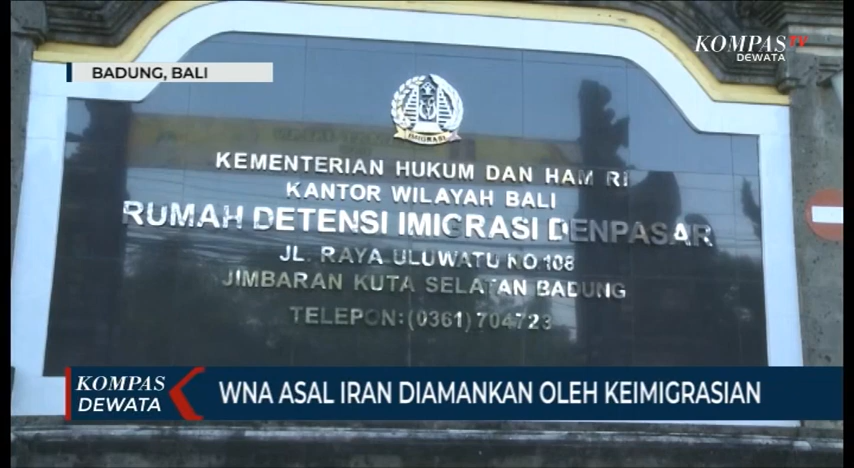 KOMPAS TV
DEWATA
BADUNG, BALI
IMIGRASI
KEMENTERIAN HUKUM DAN HAM RI
KANTOR WILAYAH BALI
RUMAH DETENSI IMIGRASI DENPASAR
JL. RAYA ULUWATU NO.108
JIMBARAN KUTA SELATAN BADUNG
TELEPON: (0361) 704723
KOMPAS
DEWATA
WNA ASAL IRAN DIAMANKAN OLEH KEIMIGRASIAN